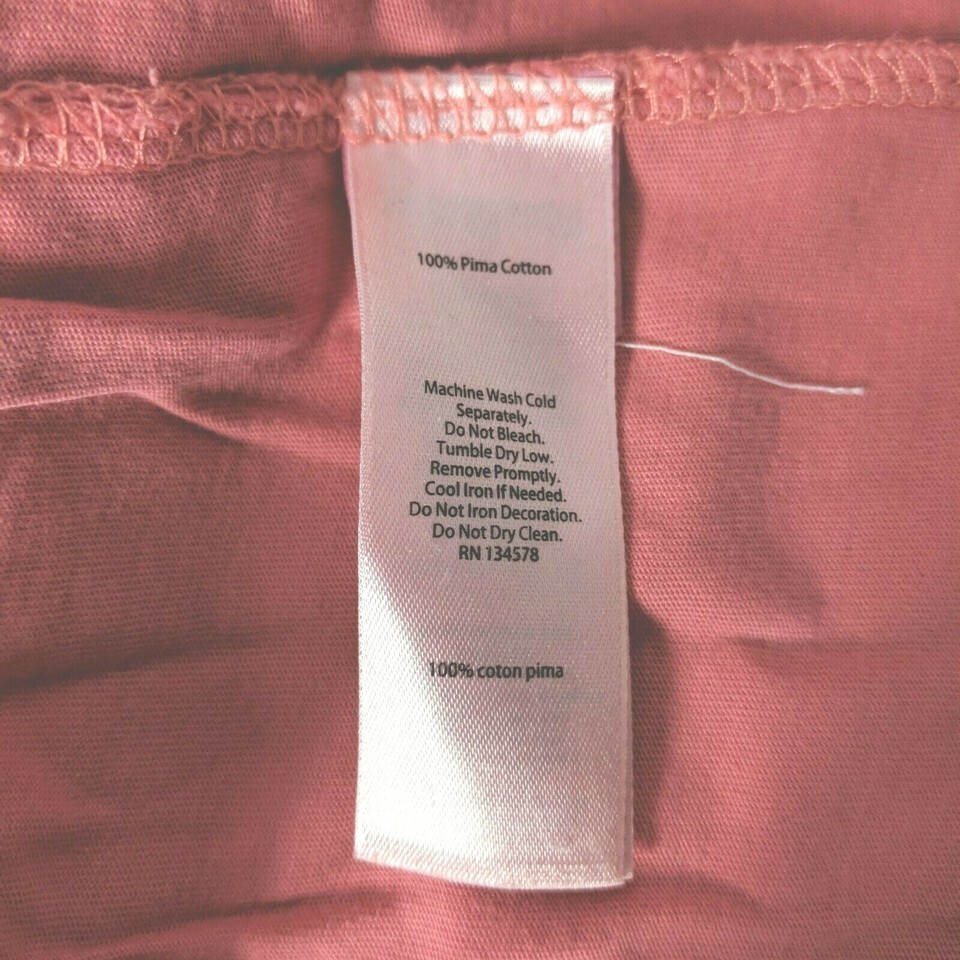 100% Pima Cotton
Machine Wash Cold
Separately.
Do Not Bleach.
Tumble Dry Low.
Remove Promptly.
Cool Iron If Needed.
Do Not Iron Decoration.
Do Not Dry Clean.
RN 134578
100% coton pima